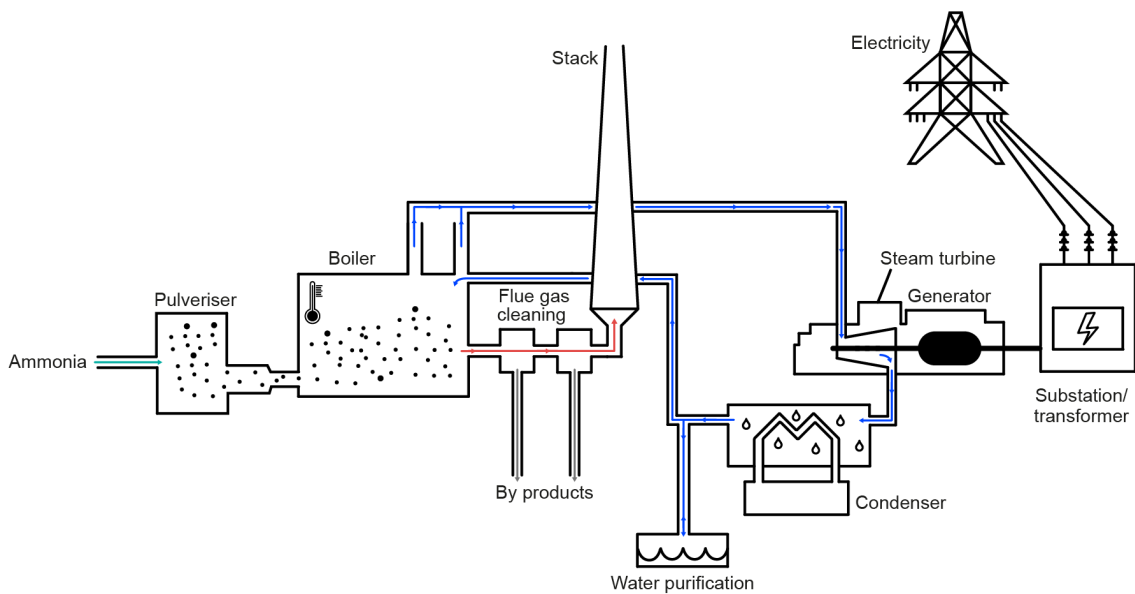 Electricity
Stack
Boiler
Steam turbine
Generator
Pulveriser
Flue gas
cleaning
Ammonia
Substation/
transformer
By products
Condenser
Water purification